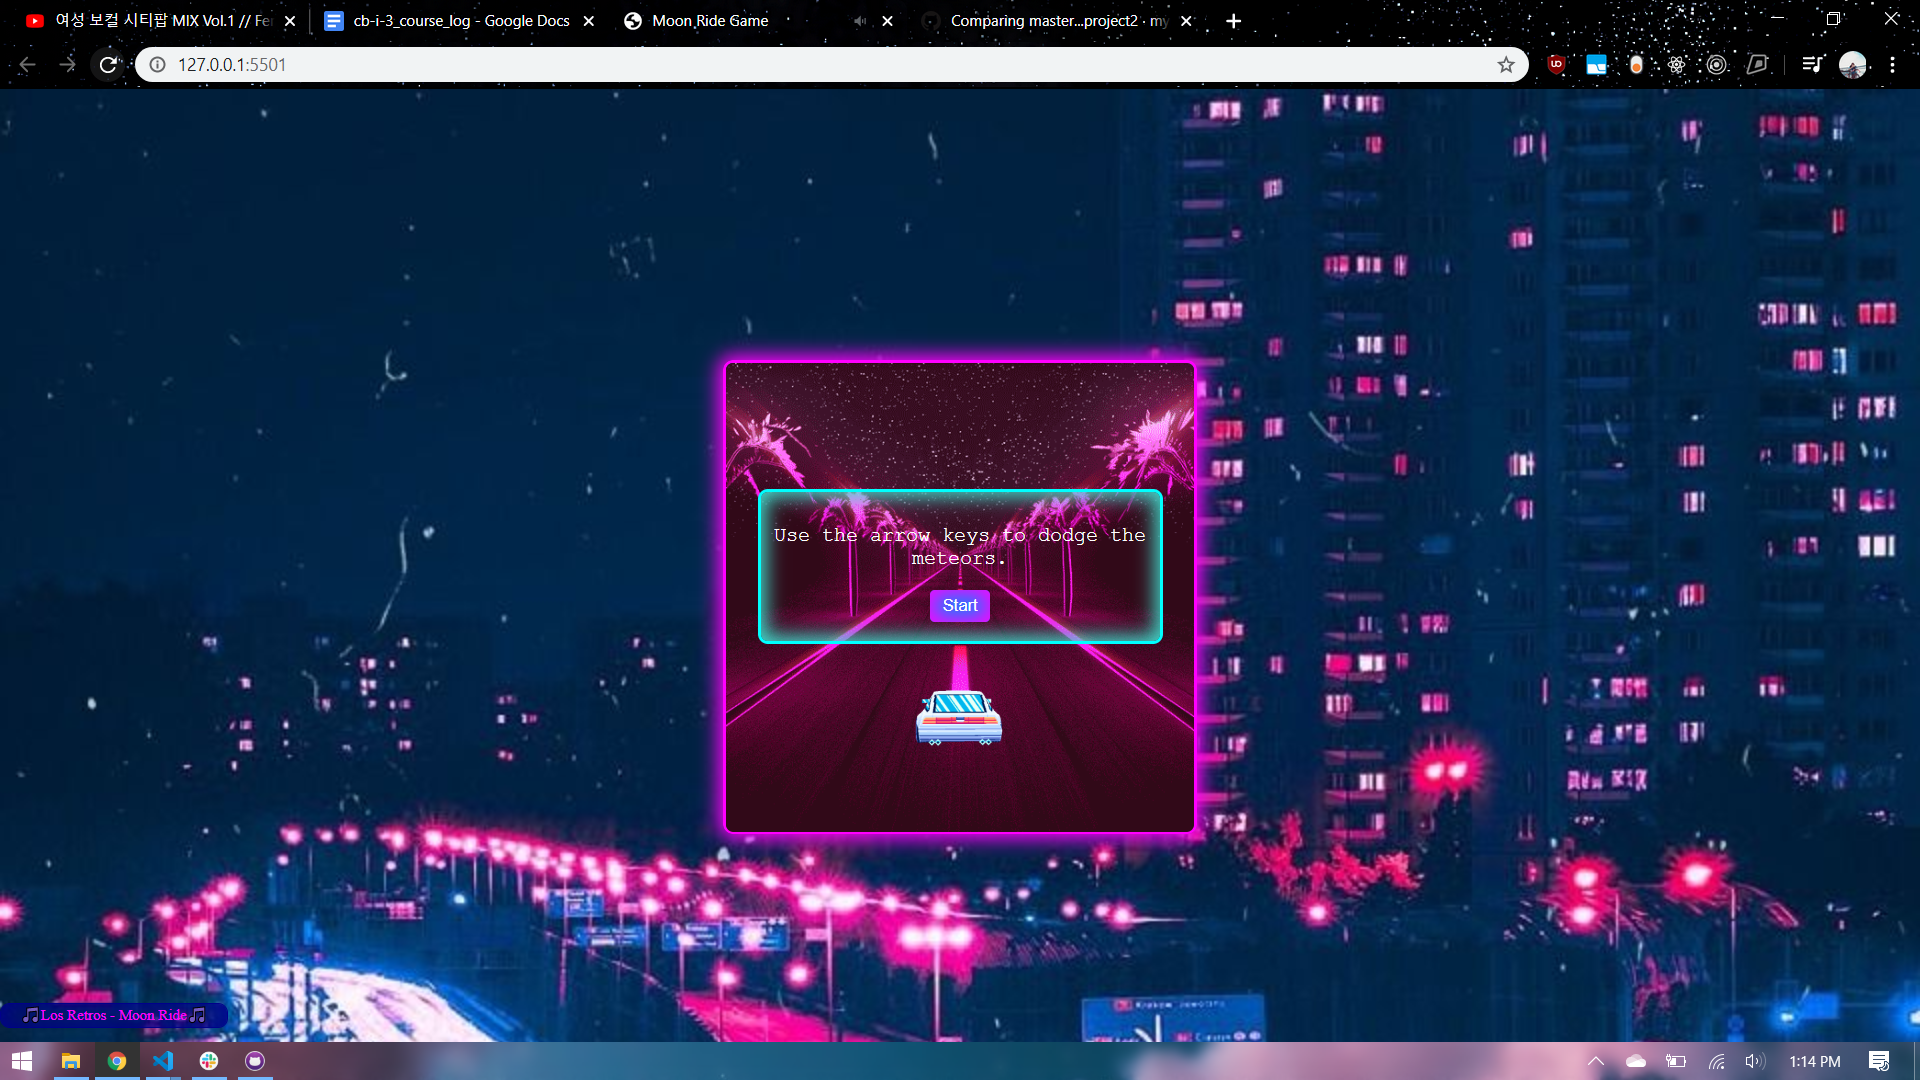 여성 보컬 시티팝 MIX Vol.1 // Fe
cb-i-3_course_log - Google Docs
Moon Ride Game
Comparing master...project2 · my
127.0.0.1:5501
Use the arrow keys to dodge the
meteors.
Start
🎵Los Retros - Moon Ride🎵
1:14 PM